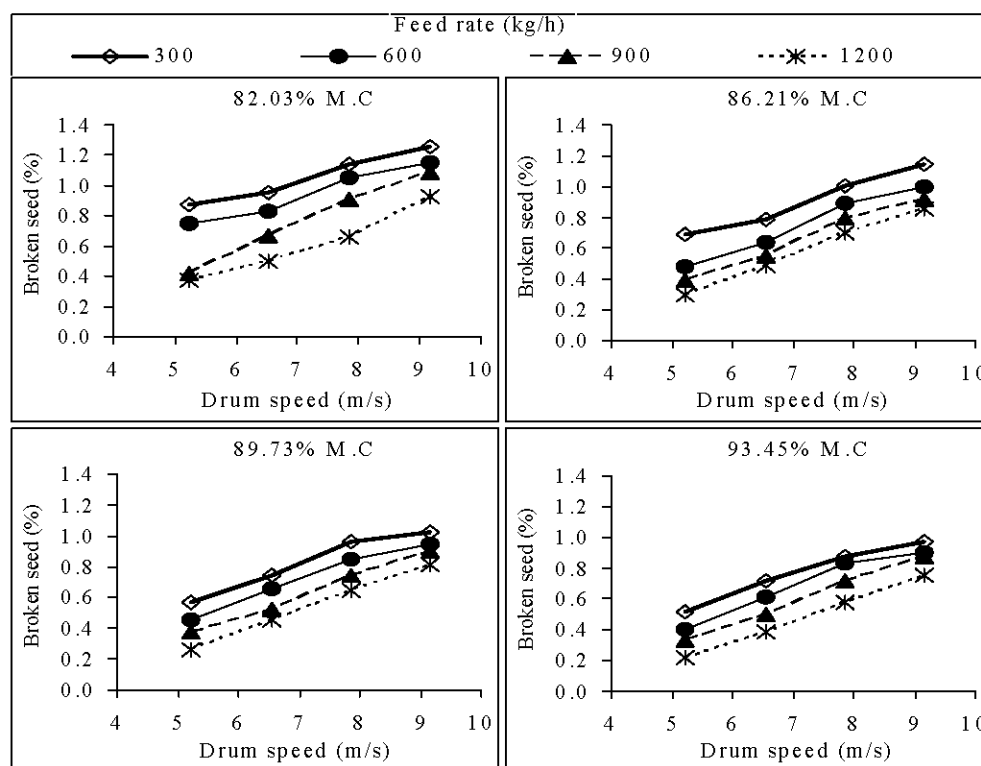 Feed rate (kg/h)
300 600 900 1200
82.03% M.C
Broken seed (%)
1.4
1.2
1.0
0.8
0.6
0.4
0.2
0.0
4 5 6 7 8 9 10
Drum speed (m/s)
86.21% M.C
Broken seed (%)
1.4
1.2
1.0
0.8
0.6
0.4
0.2
0.0
4 5 6 7 8 9 10
Drum speed (m/s)
89.73% M.C
Broken seed (%)
1.4
1.2
1.0
0.8
0.6
0.4
0.2
0.0
4 5 6 7 8 9 10
Drum speed (m/s)
93.45% M.C
Broken seed (%)
1.4
1.2
1.0
0.8
0.6
0.4
0.2
0.0
4 5 6 7 8 9 10
Drum speed (m/s)